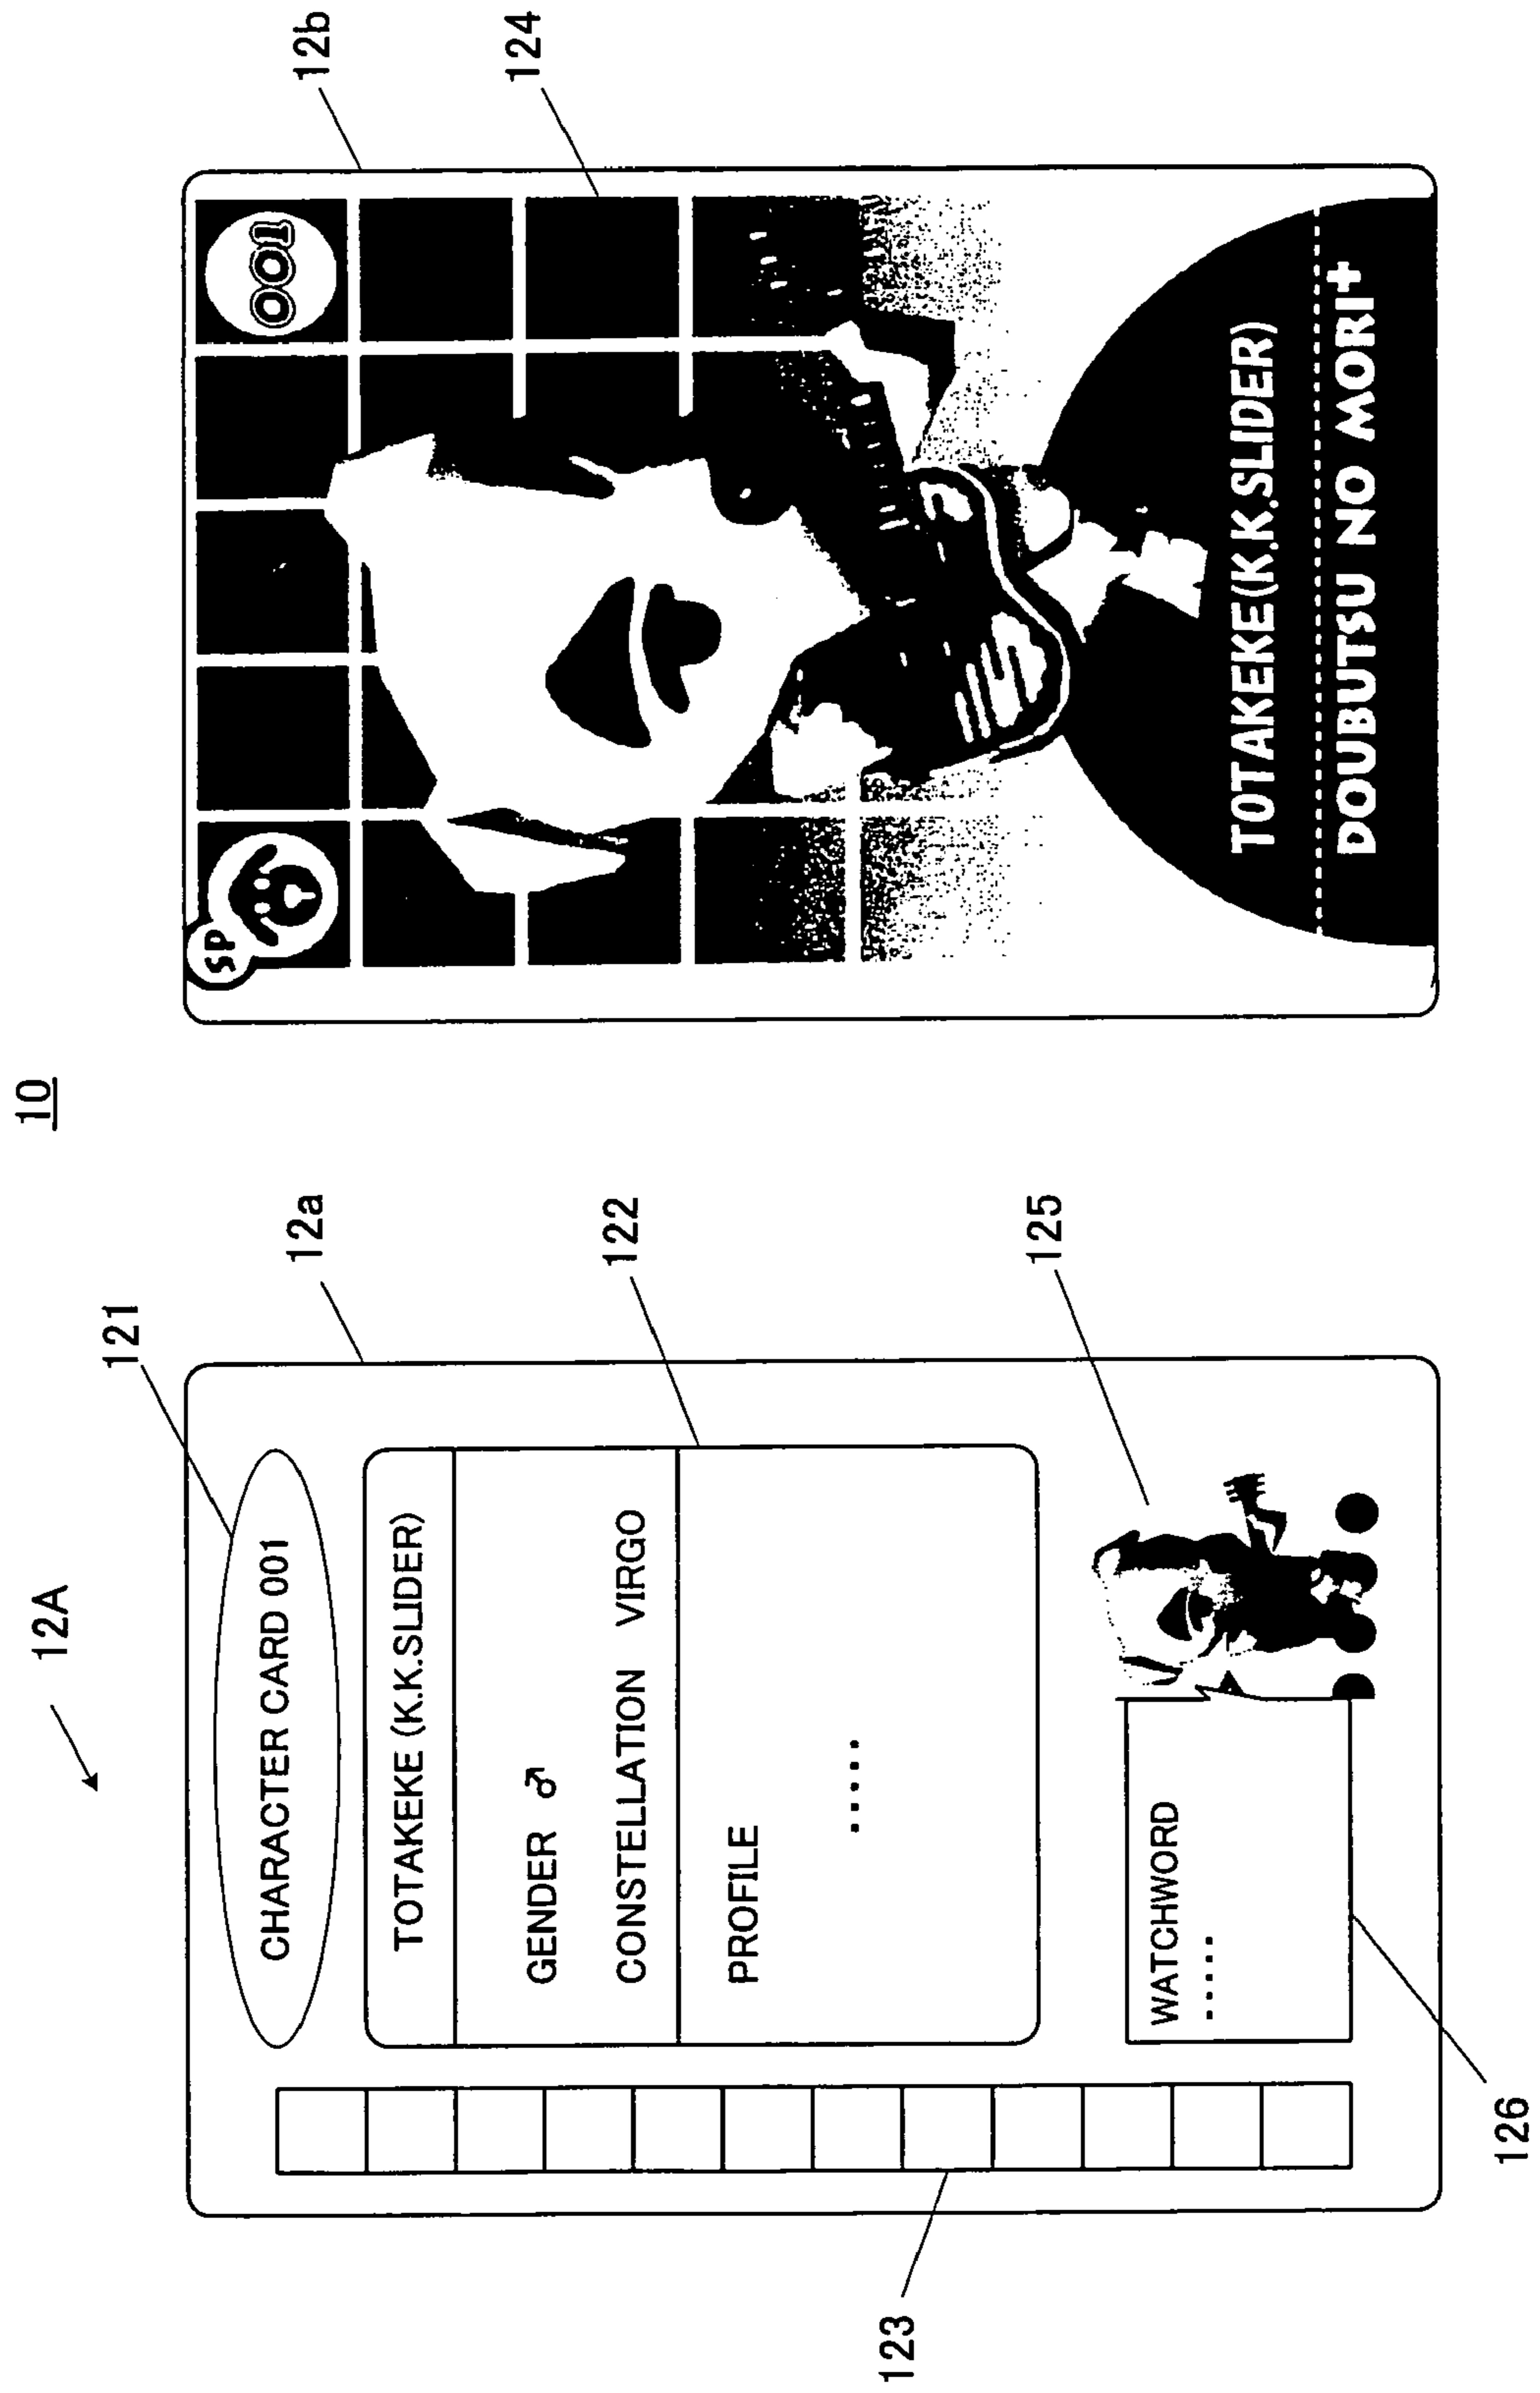 10
12A
121
12a
CHARACTER CARD 001
122
TOTAKEKE (K.K.SLIDER)
GENDER ♂
CONSTELLATION VIRGO
PROFILE
.....
123
125
WATCHWORD
.....
126
12b
124
SP
001
TOTAKEKE(K.K.SLIDER)
DOUBUTSU NO MORI+